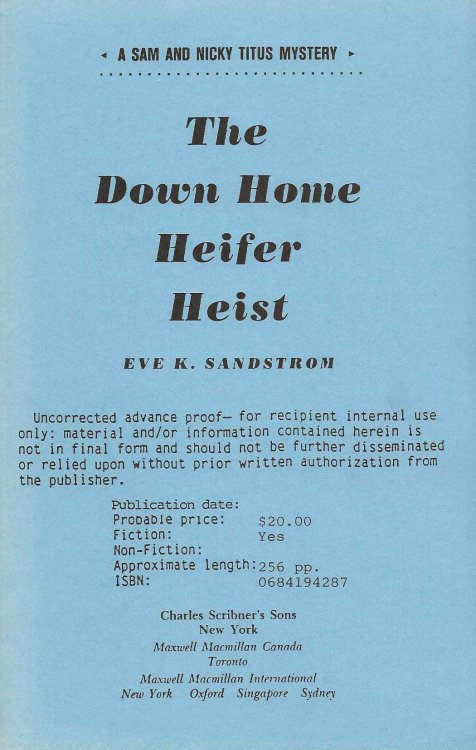 ◂ A SAM AND NICKY TITUS MYSTERY ▸
The
Down Home
Heifer
Heist
EVE K. SANDSTROM
Uncorrected advance proof— for recipient internal use
only: material and/or information contained herein is
not in final form and should not be further disseminated
or relied upon without prior written authorization from
the publisher.
Publication date:
Probable price: $20.00
Fiction: Yes
Non-Fiction:
Approximate length: 256 pp.
ISBN: 0684194287
Charles Scribner's Sons
New York
Maxwell Macmillan Canada
Toronto
Maxwell Macmillan International
New York Oxford Singapore Sydney